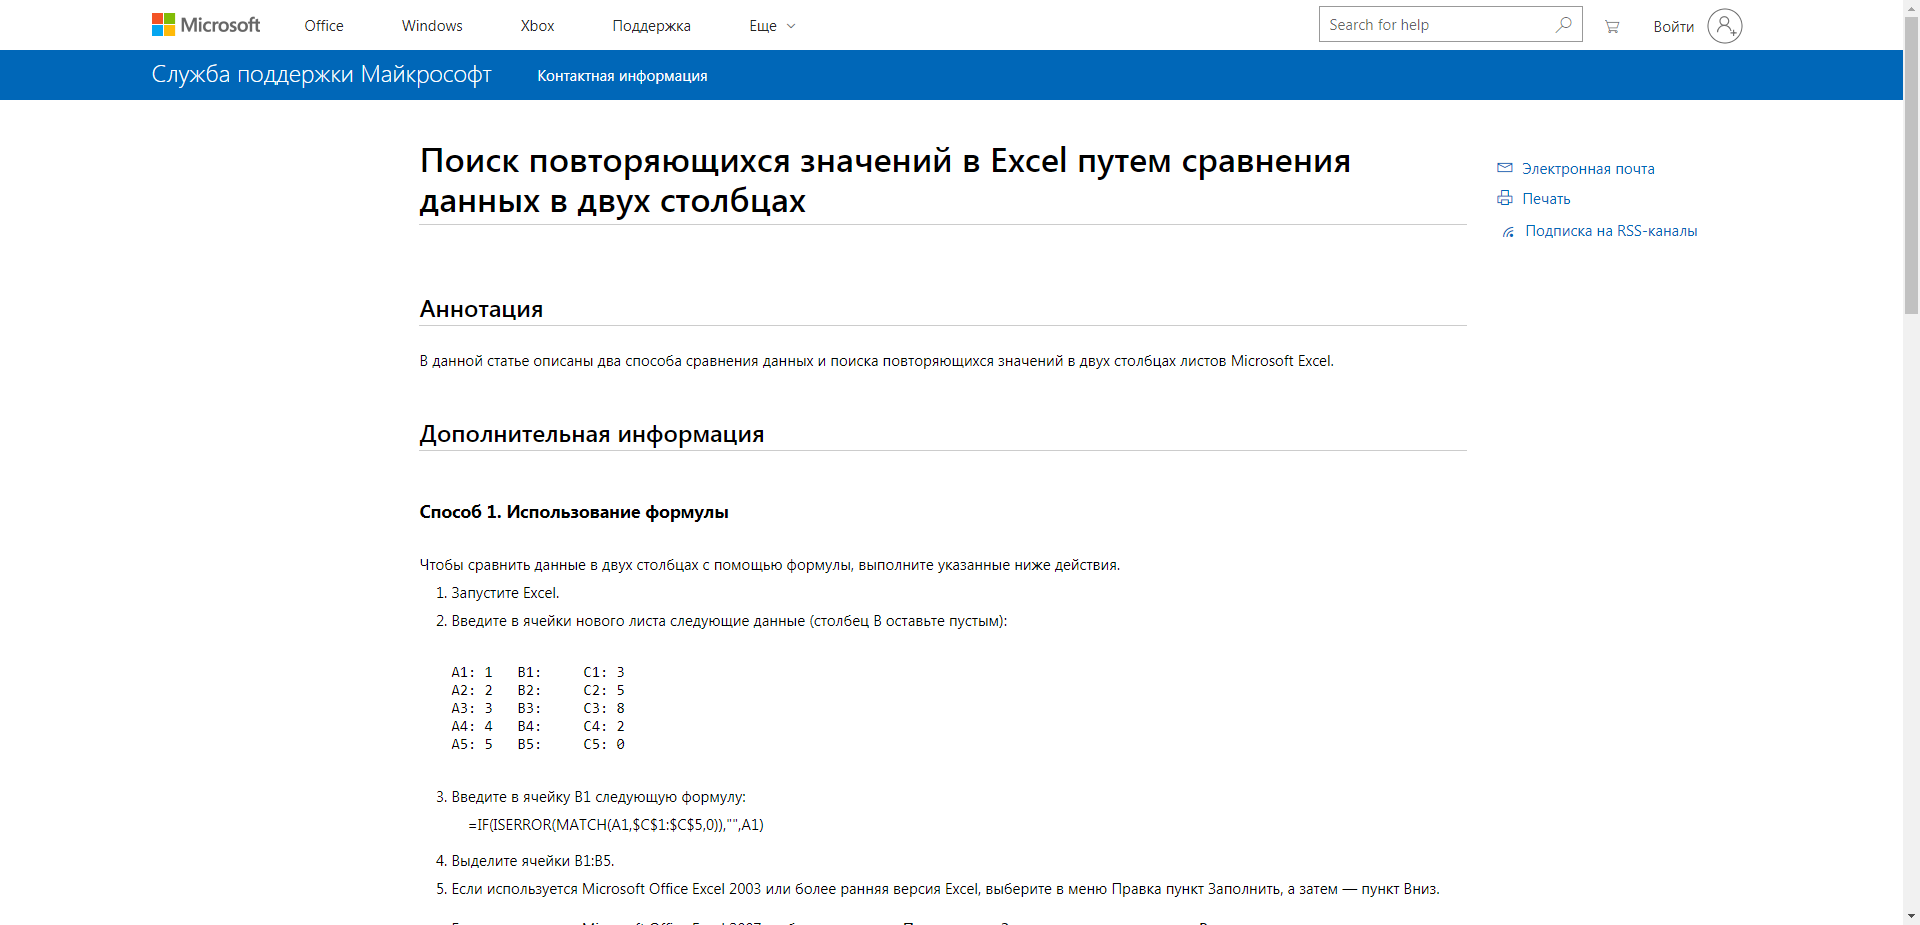 Microsoft Office Windows Xbox Поддержка Еще Search for help Войти
Служба поддержки Майкрософт Контактная информация
Поиск повторяющихся значений в Excel путем сравнения
данных в двух столбцах
Электронная почта
Печать
Подписка на RSS-каналы
Аннотация
В данной статье описаны два способа сравнения данных и поиска повторяющихся значений в двух столбцах листов Microsoft Excel.
Дополнительная информация
Способ 1. Использование формулы
Чтобы сравнить данные в двух столбцах с помощью формулы, выполните указанные ниже действия.
1. Запустите Excel.
2. Введите в ячейки нового листа следующие данные (столбец B оставьте пустым):
A1: 1 B1: C1: 3
A2: 2 B2: C2: 5
A3: 3 B3: C3: 8
A4: 4 B4: C4: 2
A5: 5 B5: C5: 0
3. Введите в ячейку B1 следующую формулу:
=IF(ISERROR(MATCH(A1,$C$1:$C$5,0)),"",A1)
4. Выделите ячейки B1:B5.
5. Если используется Microsoft Office Excel 2003 или более ранняя версия Excel, выберите в меню Правка пункт Заполнить, а затем — пункт Вниз.